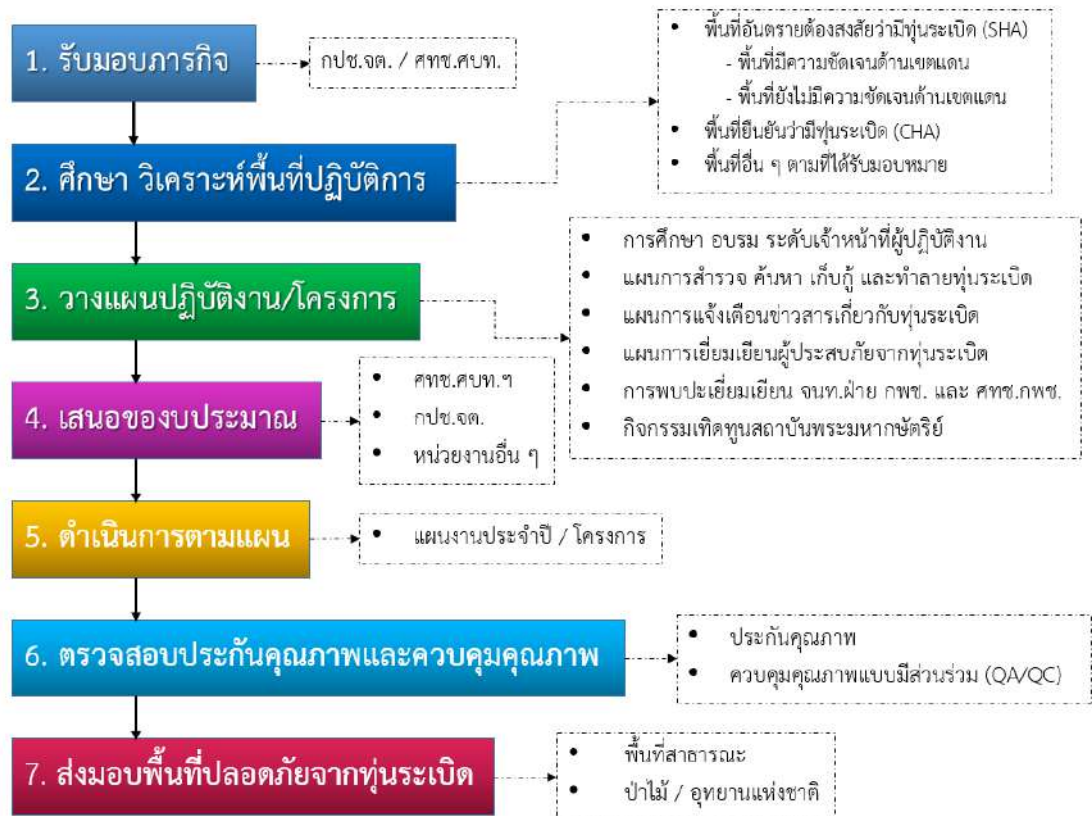 1. รับมอบภารกิจ
กปช.จต. / ศทช.ศบท.
2. ศึกษา วิเคราะห์พื้นที่ปฏิบัติการ
• พื้นที่อันตรายต้องสงสัยว่ามีทุ่นระเบิด (SHA)
- พื้นที่มีความชัดเจนด้านเขตแดน
- พื้นที่ยังไม่มีความชัดเจนด้านเขตแดน
• พื้นที่ยืนยันว่ามีทุ่นระเบิด (CHA)
• พื้นที่อื่น ๆ ตามที่ได้รับมอบหมาย
3. วางแผนปฏิบัติงาน/โครงการ
• การศึกษา อบรม ระดับเจ้าหน้าที่ผู้ปฏิบัติงาน
• แผนการสำรวจ ค้นหา เก็บกู้ และทำลายทุ่นระเบิด
• แผนการแจ้งเตือนข่าวสารเกี่ยวกับทุ่นระเบิด
• แผนการเยี่ยมเยียนผู้ประสบภัยจากทุ่นระเบิด
• การพบปะเยี่ยมเยียน จนท.ฝ่าย กพช. และ ศทช.กพช.
• กิจกรรมเทิดทูนสถาบันพระมหากษัตริย์
4. เสนอของบประมาณ
• ศทช.ศบท.ฯ
• กปช.จต.
• หน่วยงานอื่น ๆ
5. ดำเนินการตามแผน
• แผนงานประจำปี / โครงการ
6. ตรวจสอบประกันคุณภาพและควบคุมคุณภาพ
• ประกันคุณภาพ
• ควบคุมคุณภาพแบบมีส่วนร่วม (QA/QC)
7. ส่งมอบพื้นที่ปลอดภัยจากทุ่นระเบิด
• พื้นที่สาธารณะ
• ป่าไม้ / อุทยานแห่งชาติ